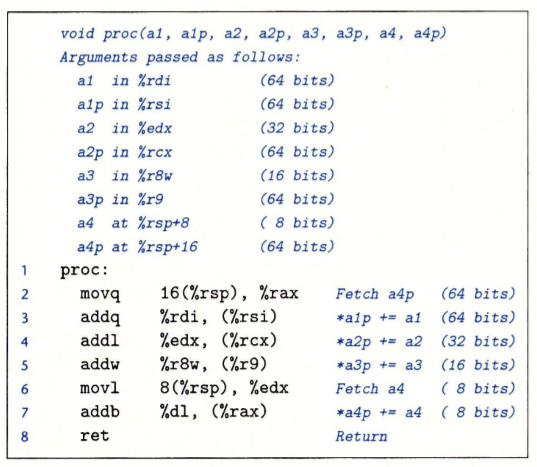 void proc(a1, a1p, a2, a2p, a3, a3p, a4, a4p)
Arguments passed as follows:
a1 in %rdi (64 bits)
a1p in %rsi (64 bits)
a2 in %edx (32 bits)
a2p in %rcx (64 bits)
a3 in %r8w (16 bits)
a3p in %r9 (64 bits)
a4 at %rsp+8 ( 8 bits)
a4p at %rsp+16 (64 bits)
1 proc:
2 movq 16(%rsp), %rax Fetch a4p (64 bits)
3 addq %rdi, (%rsi) *a1p += a1 (64 bits)
4 addl %edx, (%rcx) *a2p += a2 (32 bits)
5 addw %r8w, (%r9) *a3p += a3 (16 bits)
6 movl 8(%rsp), %edx Fetch a4 ( 8 bits)
7 addb %dl, (%rax) *a4p += a4 ( 8 bits)
8 ret Return